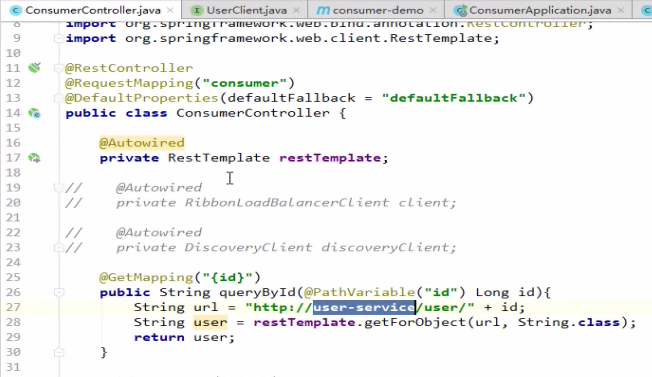 ConsumerController.java × UserClient.java × consumer-demo × ConsumerApplication.java ×
8 import org.springframework.web.bind.annotation.RestController;
9 import org.springframework.web.client.RestTemplate;
10
11 @RestController
12 @RequestMapping("consumer")
13 @DefaultProperties(defaultFallback = "defaultFallback")
14 public class ConsumerController {
15
16 @Autowired
17 private RestTemplate restTemplate;
18
19 // @Autowired
20 // private RibbonLoadBalancerClient client;
21
22 // @Autowired
23 // private DiscoveryClient discoveryClient;
24
25 @GetMapping("{id}")
26 public String queryById(@PathVariable("id") Long id){
27 String url = "http://user-service/user/" + id;
28 String user = restTemplate.getForObject(url, String.class);
29 return user;
30 }
31